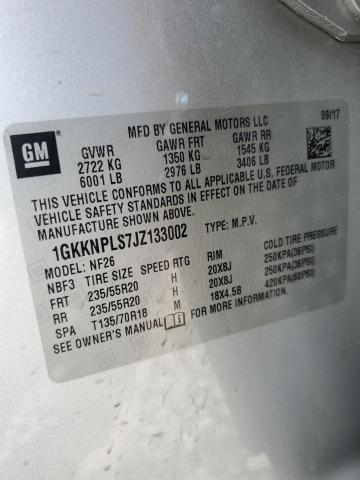 GM
MFD BY GENERAL MOTORS LLC 09/17
GVWR GAWR FRT GAWR RR
2722 KG 1350 KG 1545 KG
6001 LB 2976 LB 3406 LB
THIS VEHICLE CONFORMS TO ALL APPLICABLE U.S. FEDERAL MOTOR
VEHICLE SAFETY STANDARDS IN EFFECT ON THE DATE OF
MANUFACTURE SHOWN ABOVE.
1GKKNPLS7JZ133002 TYPE: M.P.V.
MODEL: NF26
NBF3 TIRE SIZE SPEED RTG RIM COLD TIRE PRESSURE
FRT 235/55R20 H 20X8J 250KPA(36PSI)
RR 235/55R20 H 20X8J 250KPA(36PSI)
SPA T135/70R18 M 18X4.5B 420KPA(60PSI)
SEE OWNER'S MANUAL FOR MORE INFORMATION.